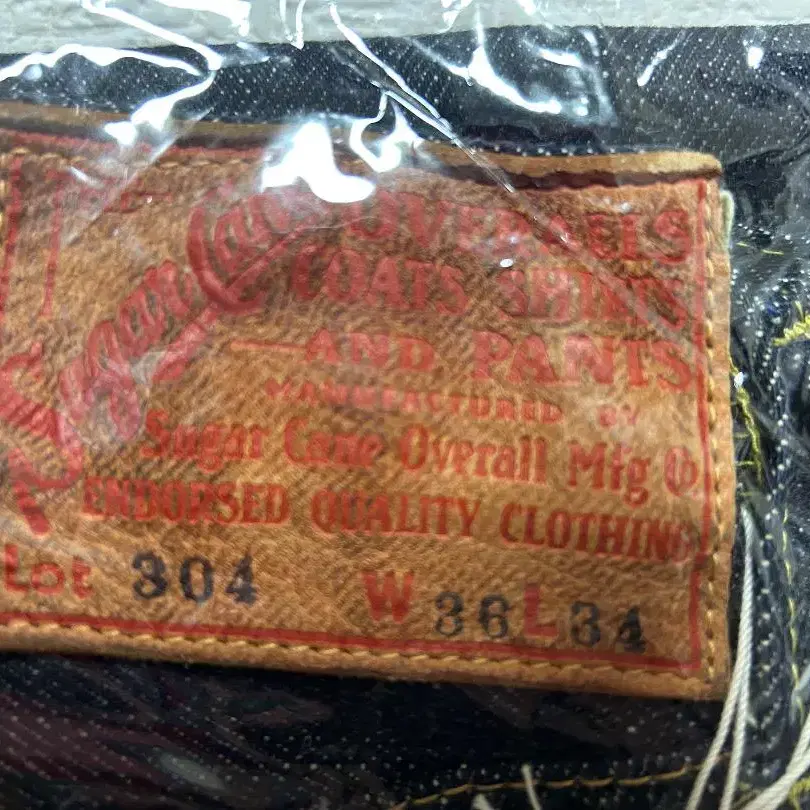 Sugar Cane
OVERALLS
COATS SHIRTS
—AND PANTS
MANUFACTURED BY
Sugar Cane Overall Mfg Co
ENDORSED QUALITY CLOTHING
Lot 304 W 36 L 34